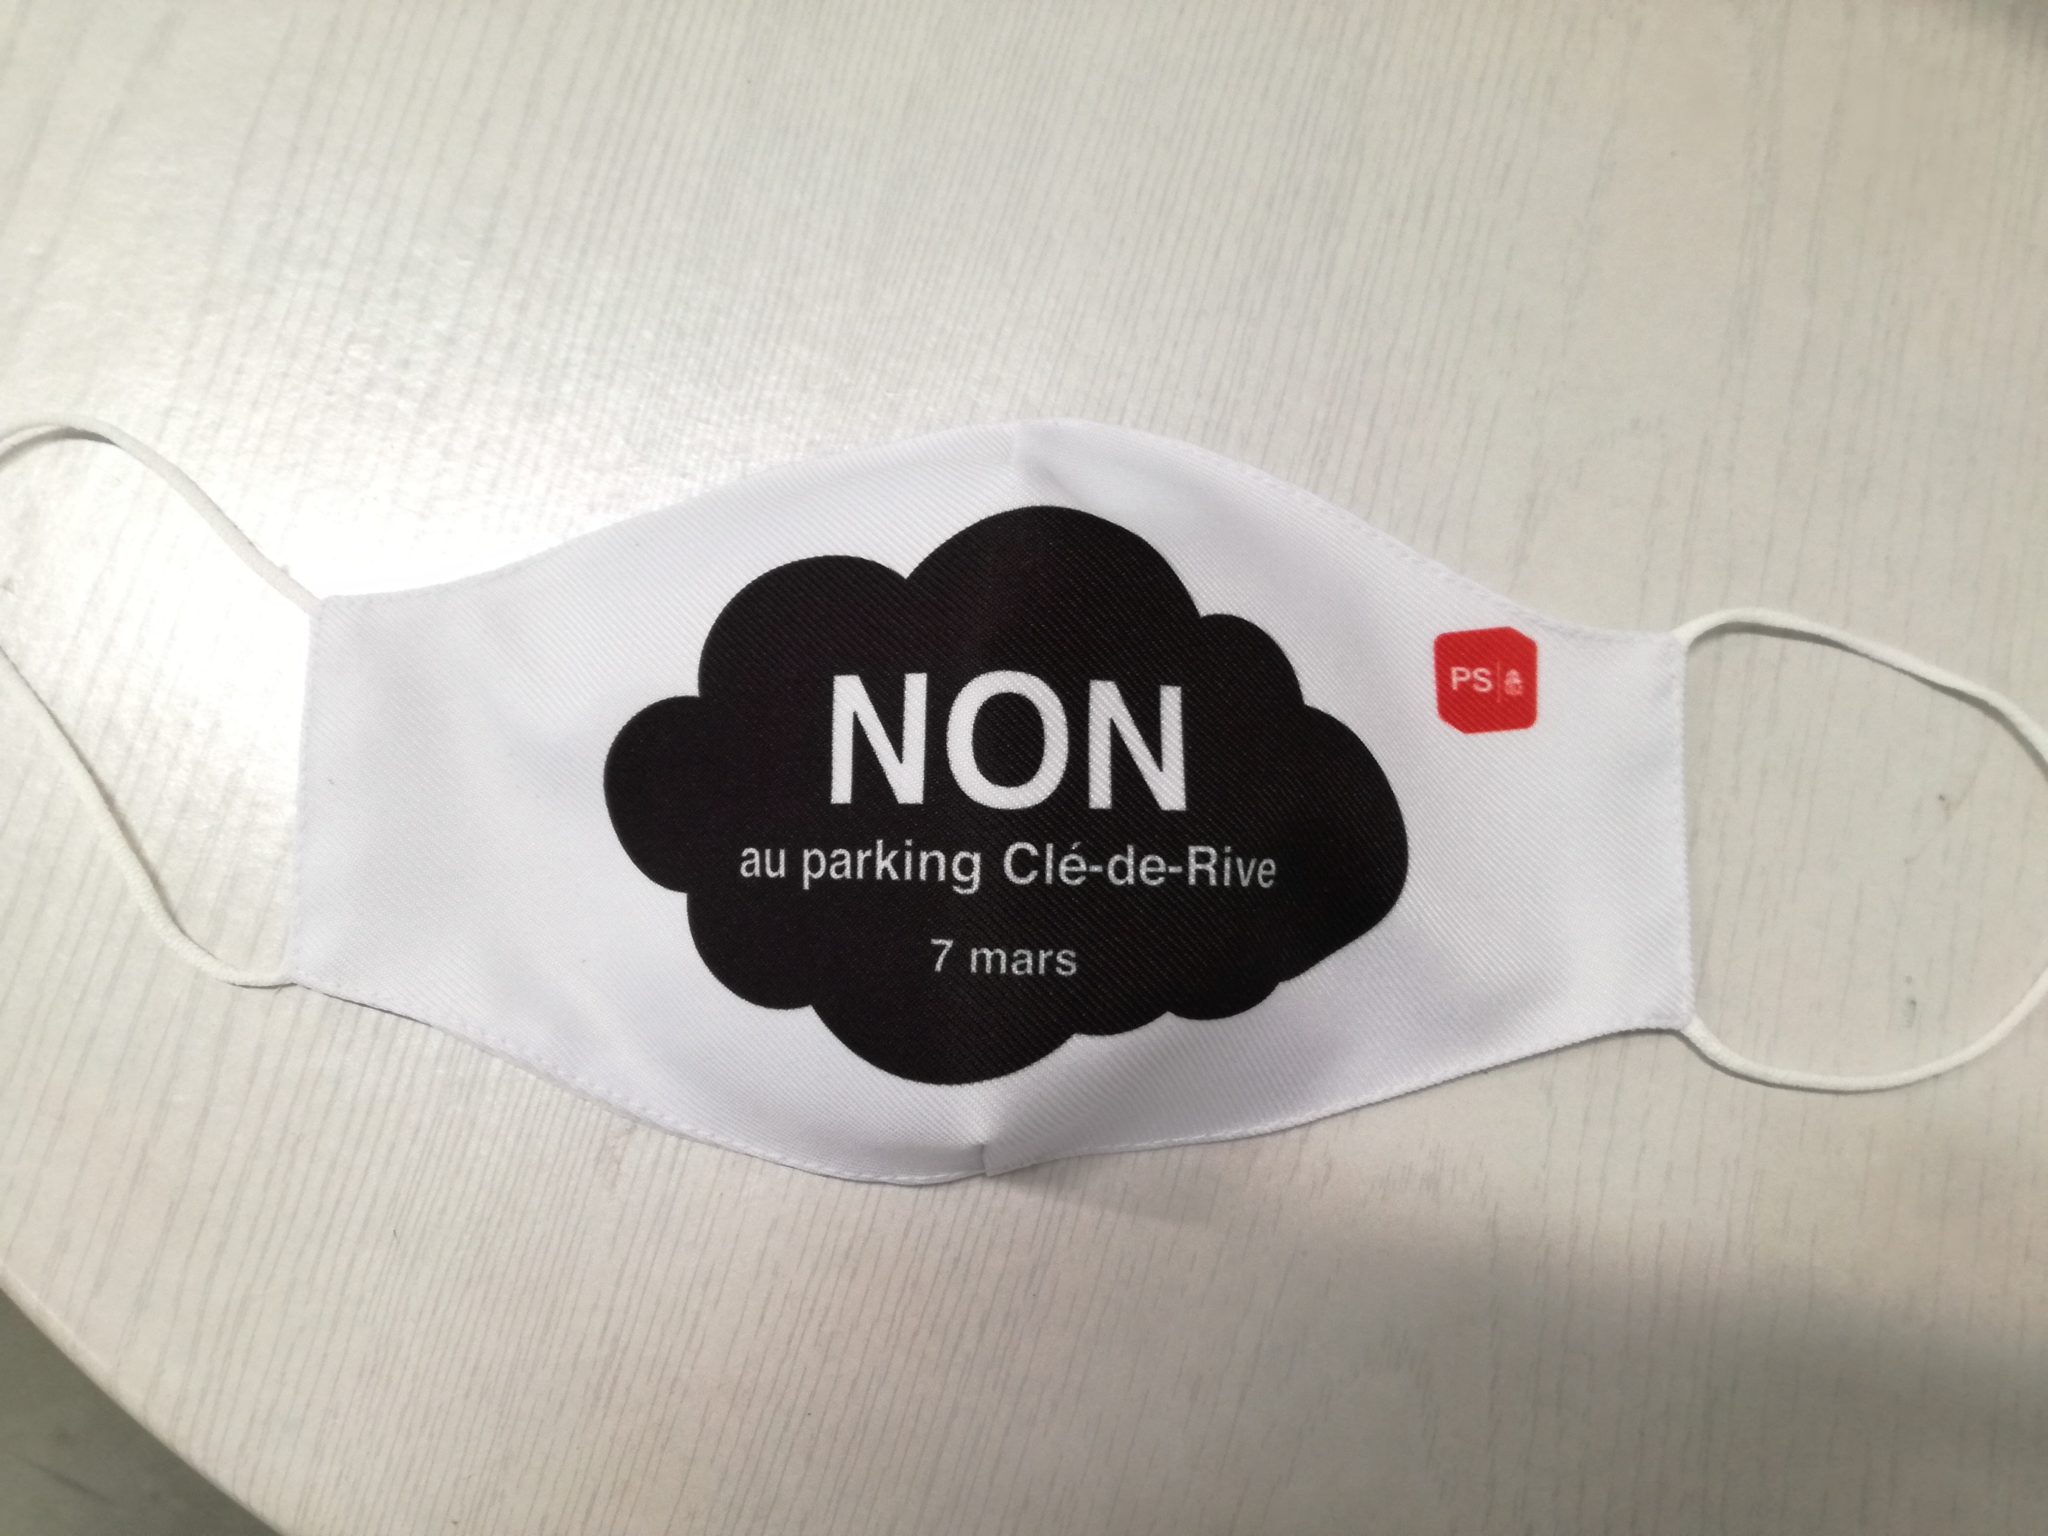 NON
au parking Clé-de-Rive
7 mars
PS